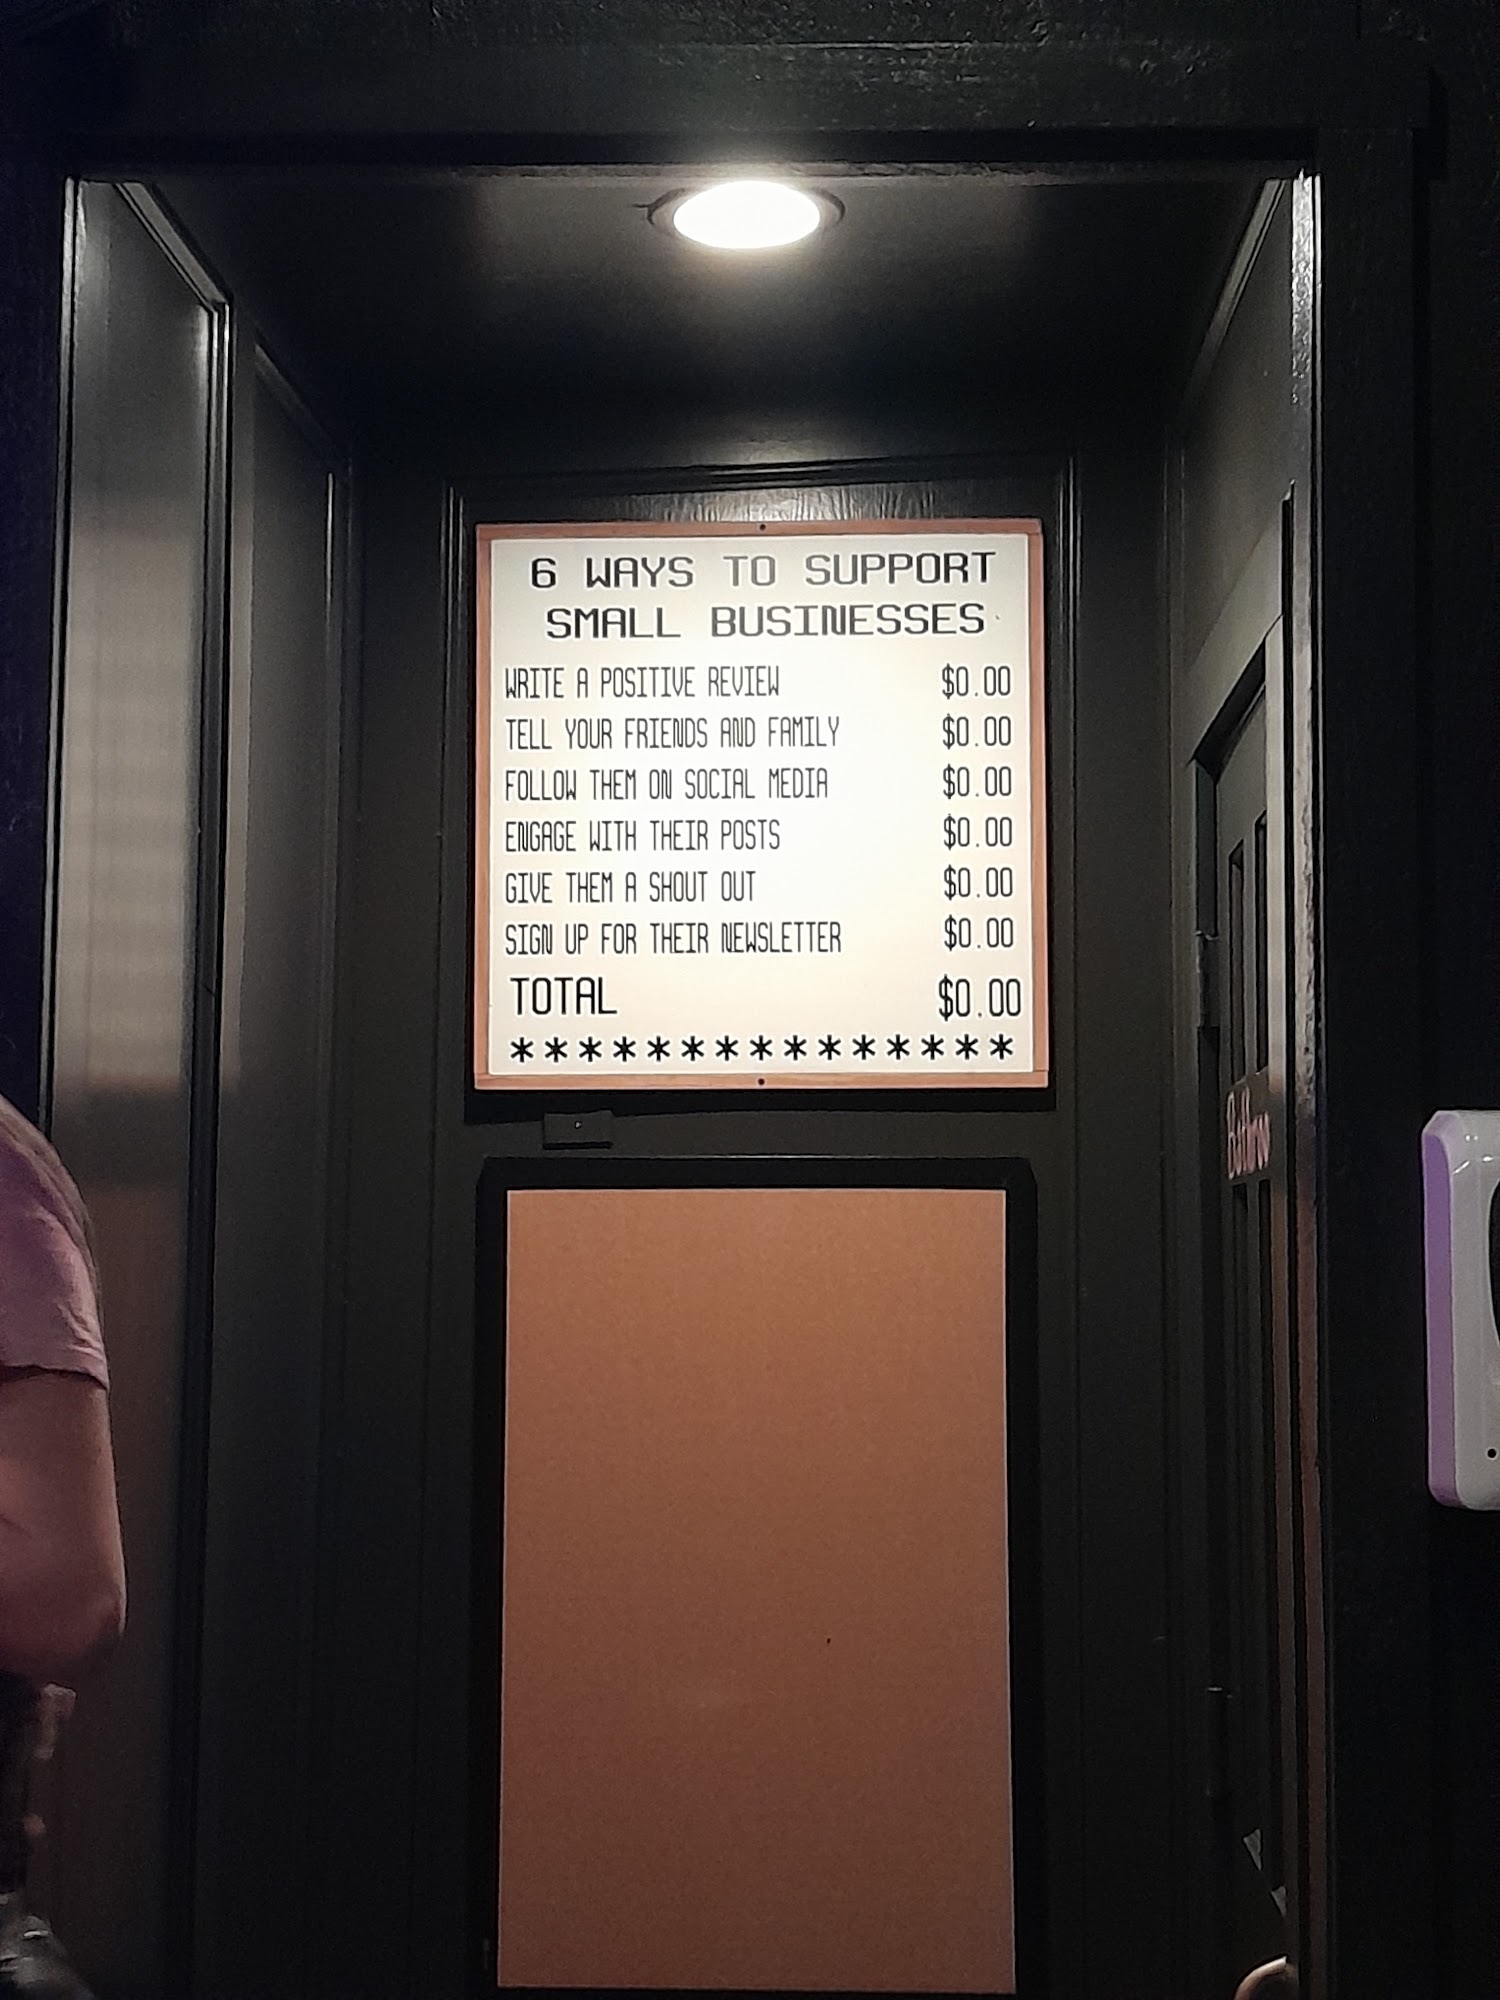 6 WAYS TO SUPPORT
SMALL BUSINESSES
WRITE A POSITIVE REVIEW $0.00
TELL YOUR FRIENDS AND FAMILY $0.00
FOLLOW THEM ON SOCIAL MEDIA $0.00
ENGAGE WITH THEIR POSTS $0.00
GIVE THEM A SHOUT OUT $0.00
SIGN UP FOR THEIR NEWSLETTER $0.00
TOTAL $0.00
***************